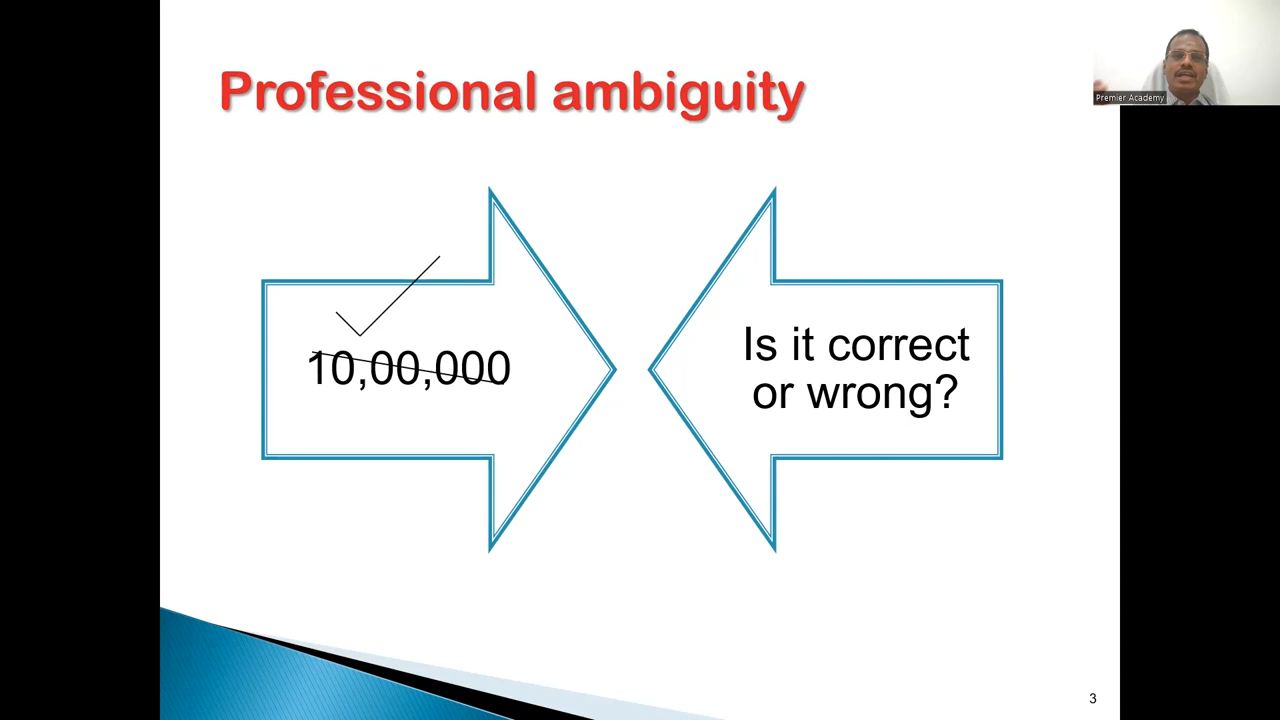 Professional ambiguity
Premier Academy
10,00,000
Is it correct
or wrong?
3